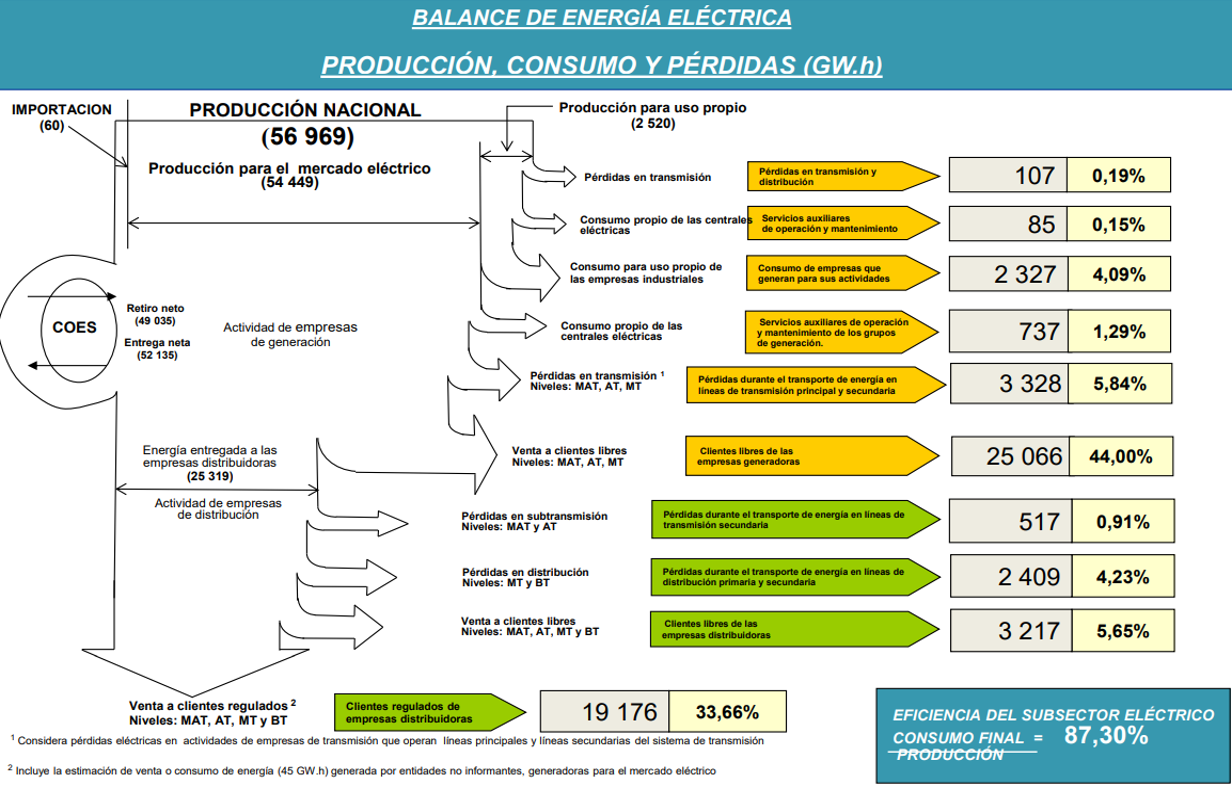 BALANCE DE ENERGÍA ELÉCTRICA
PRODUCCIÓN, CONSUMO Y PÉRDIDAS (GW.h)
IMPORTACION
(60)
PRODUCCIÓN NACIONAL
(56 969)
Producción para el mercado eléctrico
(54 449)
Producción para uso propio
(2 520)
Pérdidas en transmisión
Pérdidas en transmisión y
distribución
107
0,19%
Consumo propio de las centrales
eléctricas
Servicios auxiliares
de operación y mantenimiento
85
0,15%
Consumo para uso propio de
las empresas industriales
Consumo de empresas que
generan para sus actividades
2 327
4,09%
COES
Retiro neto
(49 035)
Entrega neta
(52 135)
Actividad de empresas
de generación
Consumo propio de las
centrales eléctricas
Servicios auxiliares de operación
y mantenimiento de los grupos
de generación.
737
1,29%
Pérdidas en transmisión ¹
Niveles: MAT, AT, MT
Pérdidas durante el transporte de energía en
líneas de transmisión principal y secundaria
3 328
5,84%
Energía entregada a las
empresas distribuidoras
(25 319)
Actividad de empresas
de distribución
Venta a clientes libres
Niveles: MAT, AT, MT
Clientes libres de las
empresas generadoras
25 066
44,00%
Pérdidas en subtransmisión
Niveles: MAT y AT
Pérdidas durante el transporte de energía en líneas de
transmisión secundaria
517
0,91%
Pérdidas en distribución
Niveles: MT y BT
Pérdidas durante el transporte de energía en líneas de
distribución primaria y secundaria
2 409
4,23%
Venta a clientes libres
Niveles: MAT, AT, MT y BT
Clientes libres de las
empresas distribuidoras
3 217
5,65%
Venta a clientes regulados ²
Niveles: MAT, AT, MT y BT
Clientes regulados de
empresas distribuidoras
19 176
33,66%
EFICIENCIA DEL SUBSECTOR ELÉCTRICO
CONSUMO FINAL = 87,30%
PRODUCCIÓN
¹ Considera pérdidas eléctricas en actividades de empresas de transmisión que operan líneas principales y líneas secundarias del sistema de transmisión
² Incluye la estimación de venta o consumo de energía (45 GW.h) generada por entidades no informantes, generadoras para el mercado eléctrico